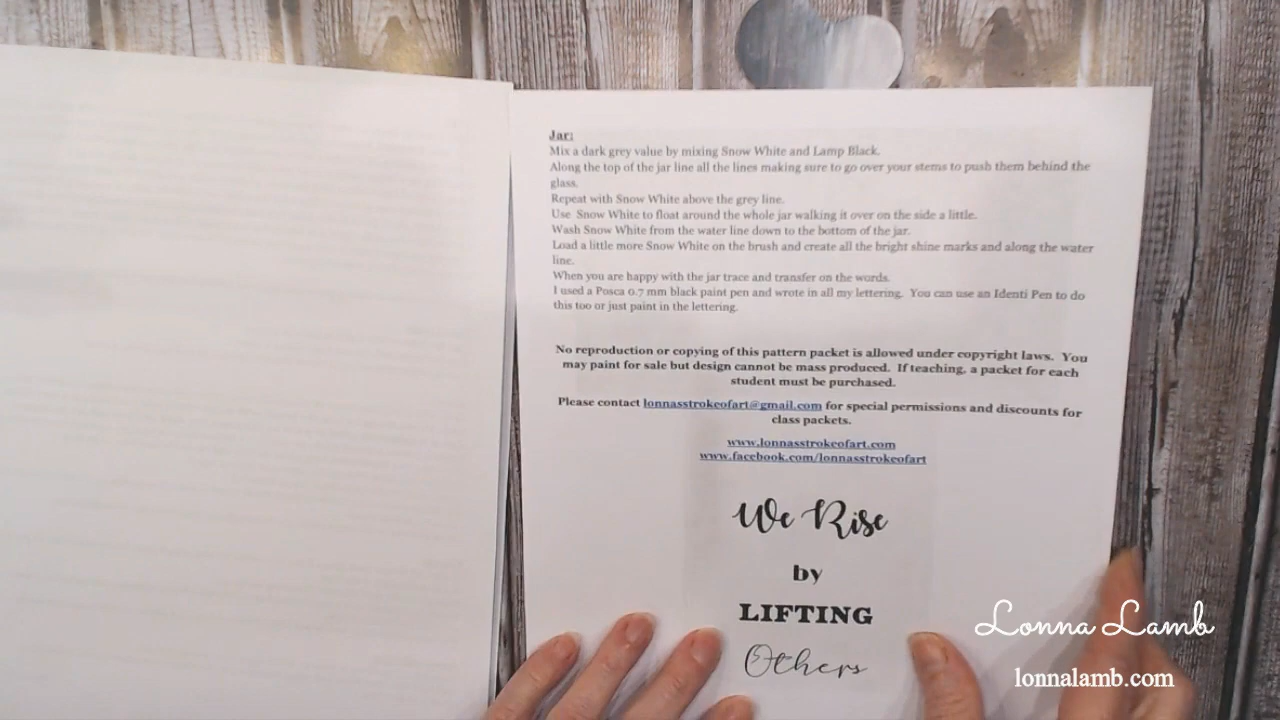 Jar:
Mix a dark grey value by mixing Snow White and Lamp Black.
Along the top of the jar line all the lines making sure to go over your stems to push them behind the
glass.
Repeat with Snow White above the grey line.
Use Snow White to float around the whole jar walking it over on the side a little.
Wash Snow White from the water line down to the bottom of the jar.
Load a little more Snow White on the brush and create all the bright shine marks and along the water
line.
When you are happy with the jar trace and transfer on the words.
I used a Posca 0.7 mm black paint pen and wrote in all my lettering. You can use an Identi Pen to do
this too or just paint in the lettering.
No reproduction or copying of this pattern packet is allowed under copyright laws. You
may paint for sale but design cannot be mass produced. If teaching, a packet for each
student must be purchased.
Please contact lonnasstrokeofart@gmail.com for special permissions and discounts for
class packets.
www.lonnasstrokeofart.com
www.facebook.com/lonnasstrokeofart
We Rise
by
LIFTING
Others
Lonna Lamb
lonnalamb.com